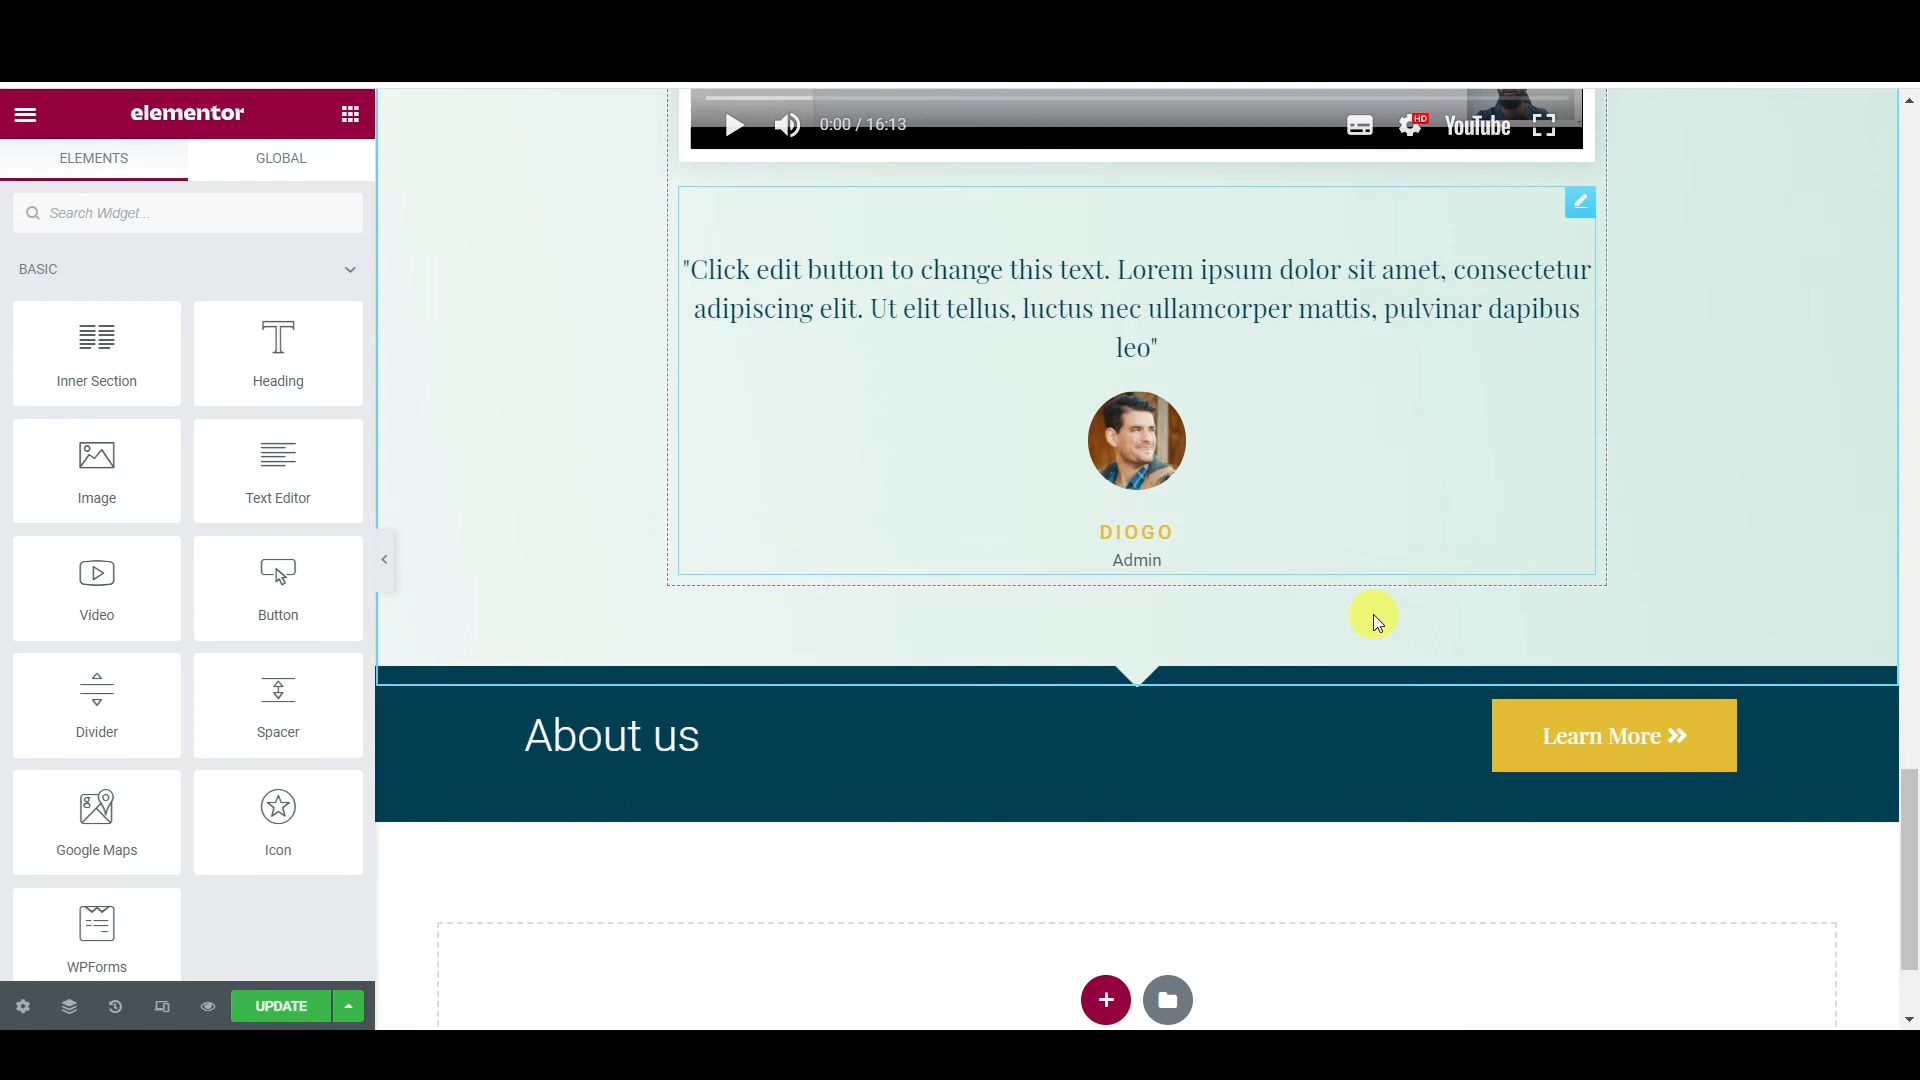 elementor
ELEMENTS
GLOBAL
Search Widget...
BASIC
Inner Section
Heading
Image
Text Editor
Video
Button
Divider
Spacer
Google Maps
Icon
WPForms
UPDATE
0:00 / 16:13
HD
YouTube
"Click edit button to change this text. Lorem ipsum dolor sit amet, consectetur
adipiscing elit. Ut elit tellus, luctus nec ullamcorper mattis, pulvinar dapibus
leo"
DIOGO
Admin
About us
Learn More